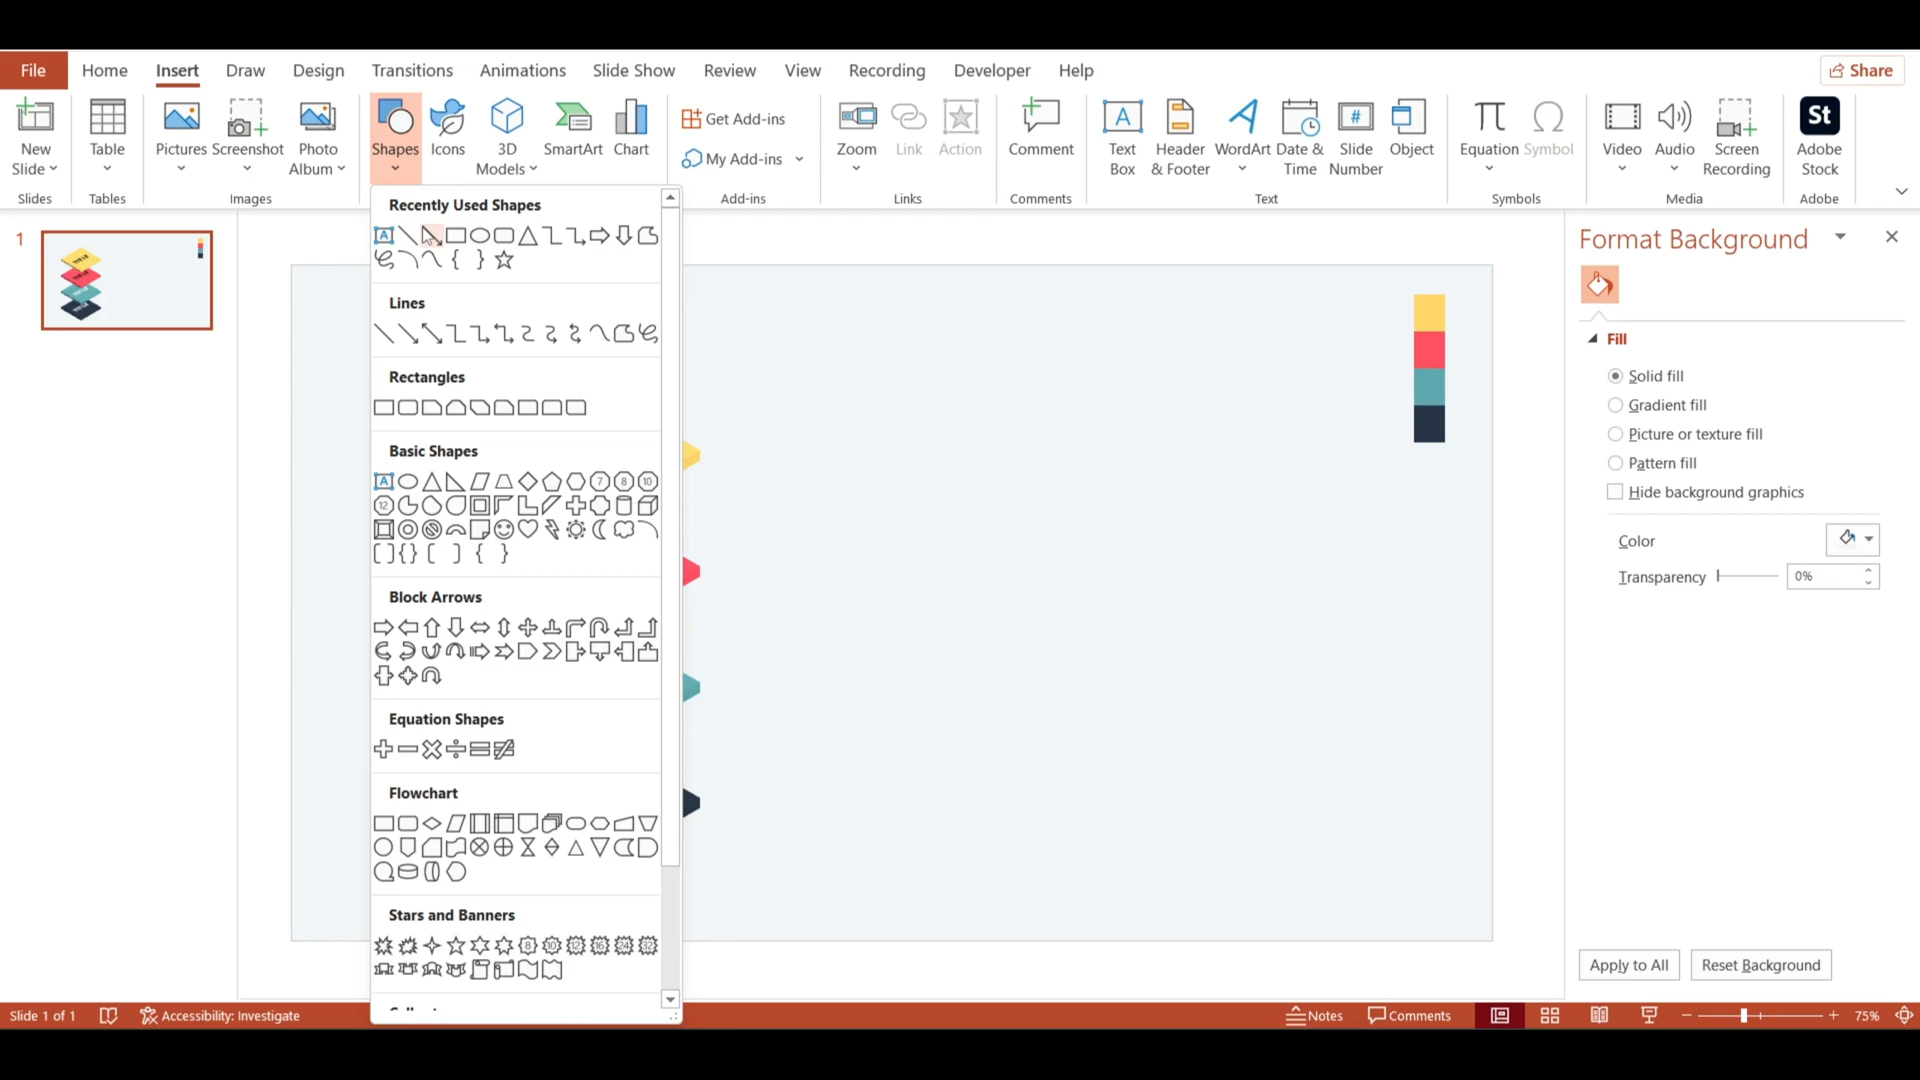 File Home Insert Draw Design Transitions Animations Slide Show Review View Recording Developer Help Share
New Slide
Table
Pictures
Screenshot
Photo Album
Shapes
Icons
3D Models
SmartArt
Chart
Get Add-ins
My Add-ins
Zoom
Link
Action
Comment
Text Box
Header & Footer
WordArt
Date & Time
Slide Number
Object
Equation
Symbol
Video
Audio
Screen Recording
St
Adobe Stock
Slides Tables Images Add-ins Links Comments Text Symbols Media Adobe
1
Recently Used Shapes
Lines
Rectangles
Basic Shapes
Block Arrows
Equation Shapes
Flowchart
Stars and Banners
Format Background
Fill
Solid fill
Gradient fill
Picture or texture fill
Pattern fill
Hide background graphics
Color
Transparency 0%
Apply to All Reset Background
Slide 1 of 1 Accessibility: Investigate Notes Comments 75%